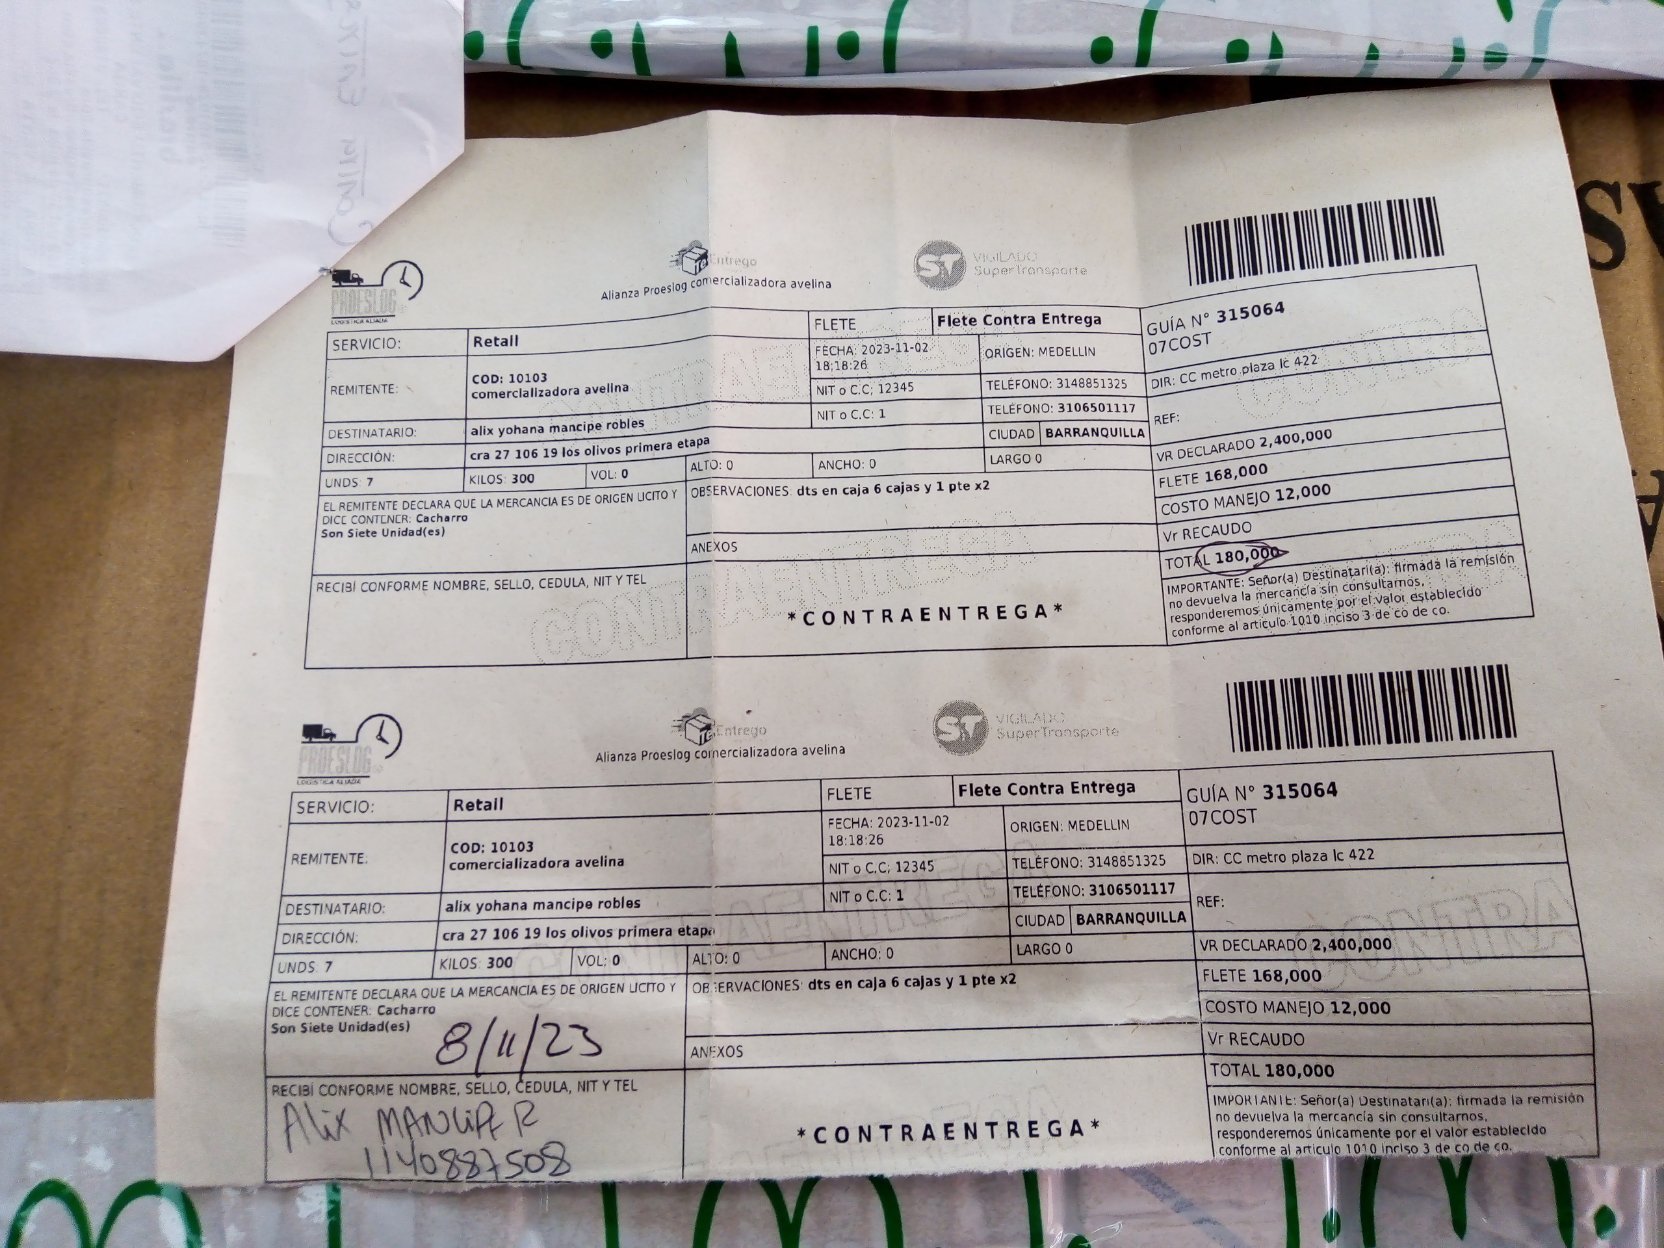 Contra Entrega
PROESLOG
LOGISTICA ALIADA
Entrego
Alianza Proeslog comercializadora avelina
ST VIGILADO
SuperTransporte
SERVICIO: Retail FLETE Flete Contra Entrega GUÍA N° 315064
07COST
REMITENTE: COD: 10103
comercializadora avelina
FECHA: 2023-11-02
18:18:26
ORIGEN: MEDELLIN
DIR: CC metro plaza lc 422
NIT o C.C: 12345 TELÉFONO: 3148851325
DESTINATARIO: alix yohana mancipe robles NIT o C.C: 1 TELÉFONO: 3106501117 REF:
DIRECCIÓN: cra 27 106 19 los olivos primera etapa CIUDAD BARRANQUILLA VR DECLARADO 2,400,000
UNDS: 7 KILOS: 300 VOL: 0 ALTO: 0 ANCHO: 0 LARGO 0 FLETE 168,000
EL REMITENTE DECLARA QUE LA MERCANCIA ES DE ORIGEN LICITO Y
DICE CONTENER: Cacharro
Son Siete Unidad(es)
OBSERVACIONES: dts en caja 6 cajas y 1 pte x2
COSTO MANEJO 12,000
Vr RECAUDO
ANEXOS
TOTAL 180,000
RECIBÍ CONFORME NOMBRE, SELLO, CEDULA, NIT Y TEL
*CONTRAENTREGA*
IMPORTANTE: Señor(a) Destinatari(a): firmada la remisión
no devuelva la mercancía sin consultarnos,
responderemos únicamente por el valor establecido
conforme al articulo 1010 inciso 3 de co de co.
CONTRAENTREGA
PROESLOG
LOGISTICA ALIADA
Entrego
Alianza Proeslog comercializadora avelina
ST VIGILADO
SuperTransporte
SERVICIO: Retail FLETE Flete Contra Entrega GUÍA N° 315064
07COST
REMITENTE: COD: 10103
comercializadora avelina
FECHA: 2023-11-02
18:18:26
ORIGEN: MEDELLIN
DIR: CC metro plaza lc 422
NIT o C.C: 12345 TELÉFONO: 3148851325
DESTINATARIO: alix yohana mancipe robles NIT o C.C: 1 TELÉFONO: 3106501117 REF:
DIRECCIÓN: cra 27 106 19 los olivos primera etapa CIUDAD BARRANQUILLA VR DECLARADO 2,400,000
UNDS: 7 KILOS: 300 VOL: 0 ALTO: 0 ANCHO: 0 LARGO 0 FLETE 168,000
EL REMITENTE DECLARA QUE LA MERCANCIA ES DE ORIGEN LICITO Y
DICE CONTENER: Cacharro
Son Siete Unidad(es)
8/11/23
OBSERVACIONES: dts en caja 6 cajas y 1 pte x2
COSTO MANEJO 12,000
Vr RECAUDO
ANEXOS
TOTAL 180,000
RECIBÍ CONFORME NOMBRE, SELLO, CEDULA, NIT Y TEL
Alix MANCIPE R
1140887508
*CONTRAENTREGA*
IMPORTANTE: Señor(a) Destinatari(a): firmada la remisión
no devuelva la mercancía sin consultarnos,
responderemos únicamente por el valor establecido
conforme al articulo 1010 inciso 3 de co de co.